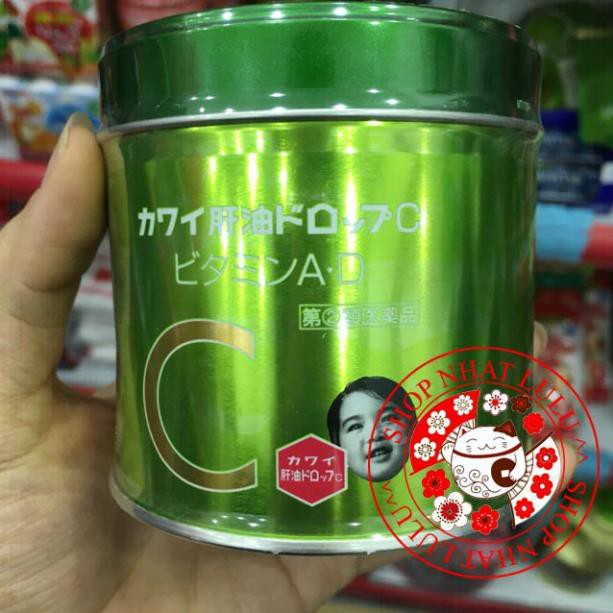 カワイ肝油ドロップC
ビタミンA・D
指②類医薬品
C
カワイ
肝油ドロップC
SHOP NHAT LULU
SHOP NHAT LULU